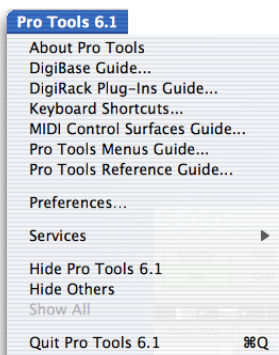 Pro Tools 6.1
About Pro Tools
DigiBase Guide...
DigiRack Plug-Ins Guide...
Keyboard Shortcuts...
MIDI Control Surfaces Guide...
Pro Tools Menus Guide...
Pro Tools Reference Guide...
Preferences...
Services
Hide Pro Tools 6.1
Hide Others
Show All
Quit Pro Tools 6.1 ⌘Q